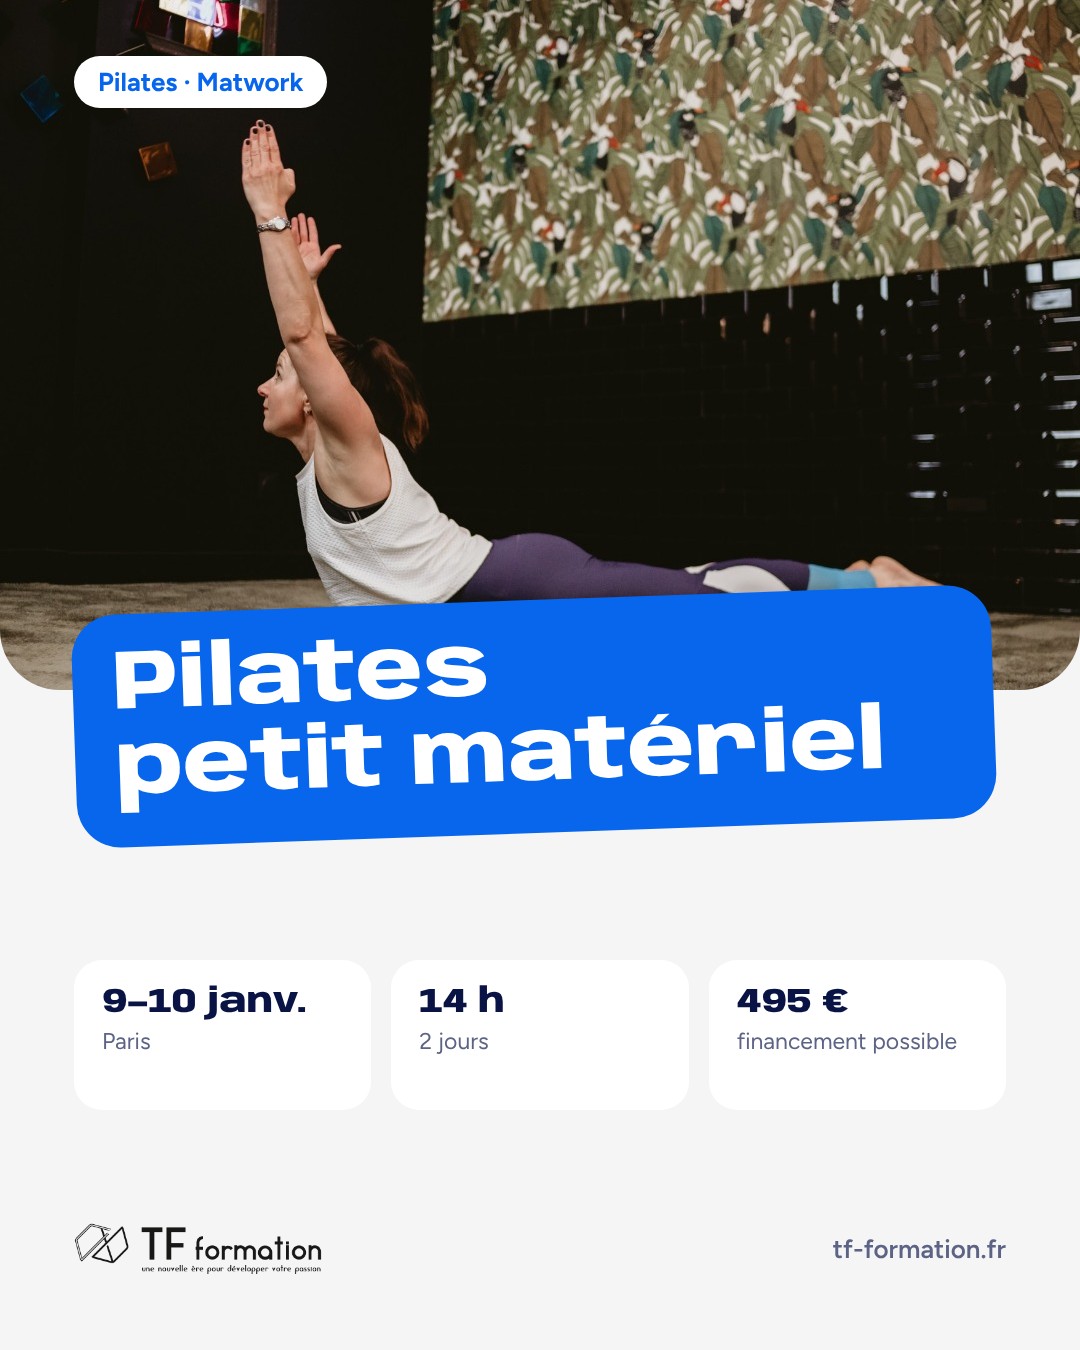 Pilates · Matwork
Pilates
petit matériel
9–10 janv.
Paris
14 h
2 jours
495 €
financement possible
TF formation
une nouvelle ère pour développer votre passion
tf-formation.fr